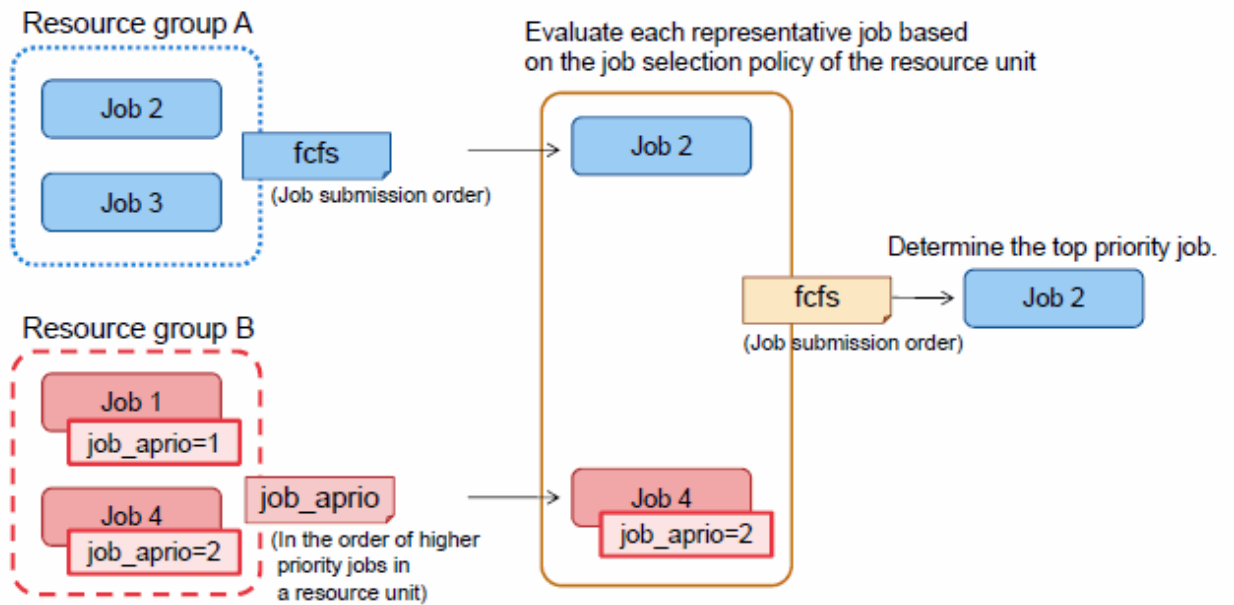 Resource group A
Job 2
Job 3
fcfs
(Job submission order)
Evaluate each representative job based
on the job selection policy of the resource unit
Job 2
Determine the top priority job.
fcfs
(Job submission order)
Job 2
Resource group B
Job 1
job_aprio=1
Job 4
job_aprio=2
job_aprio
(In the order of higher
priority jobs in
a resource unit)
Job 4
job_aprio=2